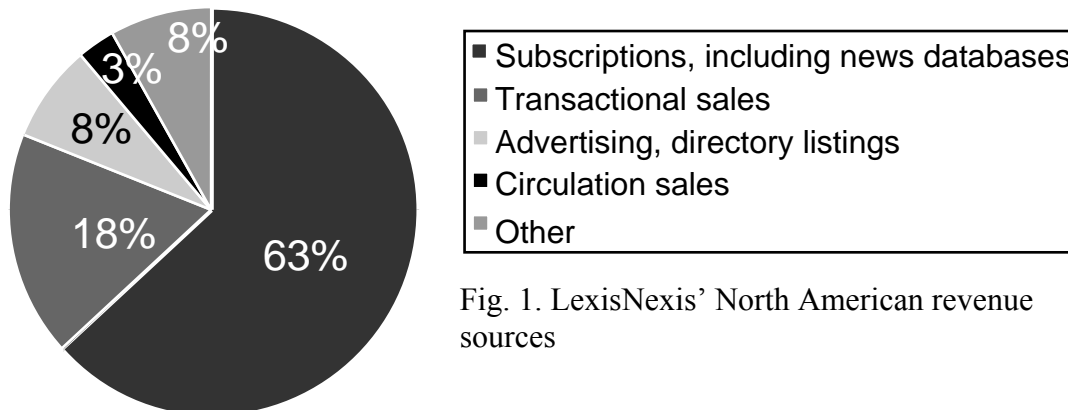 8%
3%
8%
18%
63%
Subscriptions, including news databases
Transactional sales
Advertising, directory listings
Circulation sales
Other
Fig. 1. LexisNexis’ North American revenue
sources